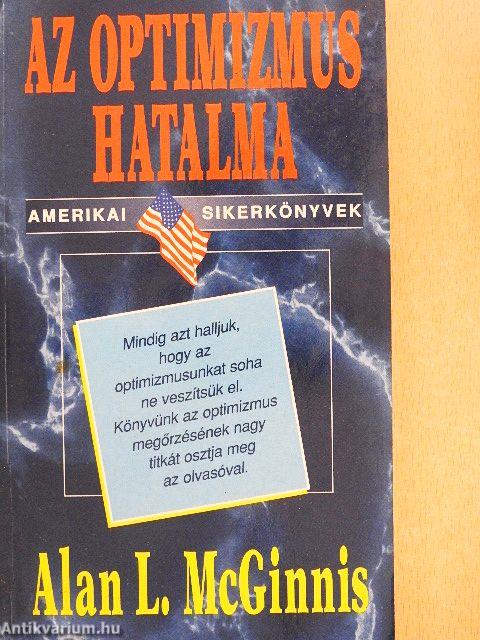 AZ OPTIMIZMUS
HATALMA
AMERIKAI SIKERKÖNYVEK
Mindig azt halljuk,
hogy az
optimizmusunkat soha
ne veszítsük el.
Könyvünk az optimizmus
megőrzésének nagy
titkát osztja meg
az olvasóval.
Alan L. McGinnis
Antikvarium.hu